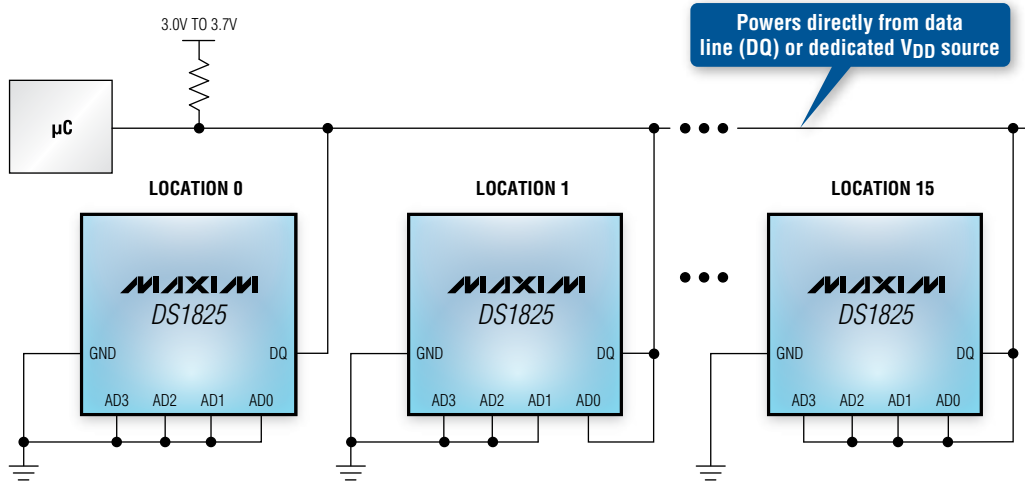 3.0V TO 3.7V
Powers directly from data
line (DQ) or dedicated VDD source
µC
LOCATION 0
LOCATION 1
LOCATION 15
MAXIM
DS1825
GND
DQ
AD3 AD2 AD1 AD0
MAXIM
DS1825
GND
DQ
AD3 AD2 AD1 AD0
MAXIM
DS1825
GND
DQ
AD3 AD2 AD1 AD0